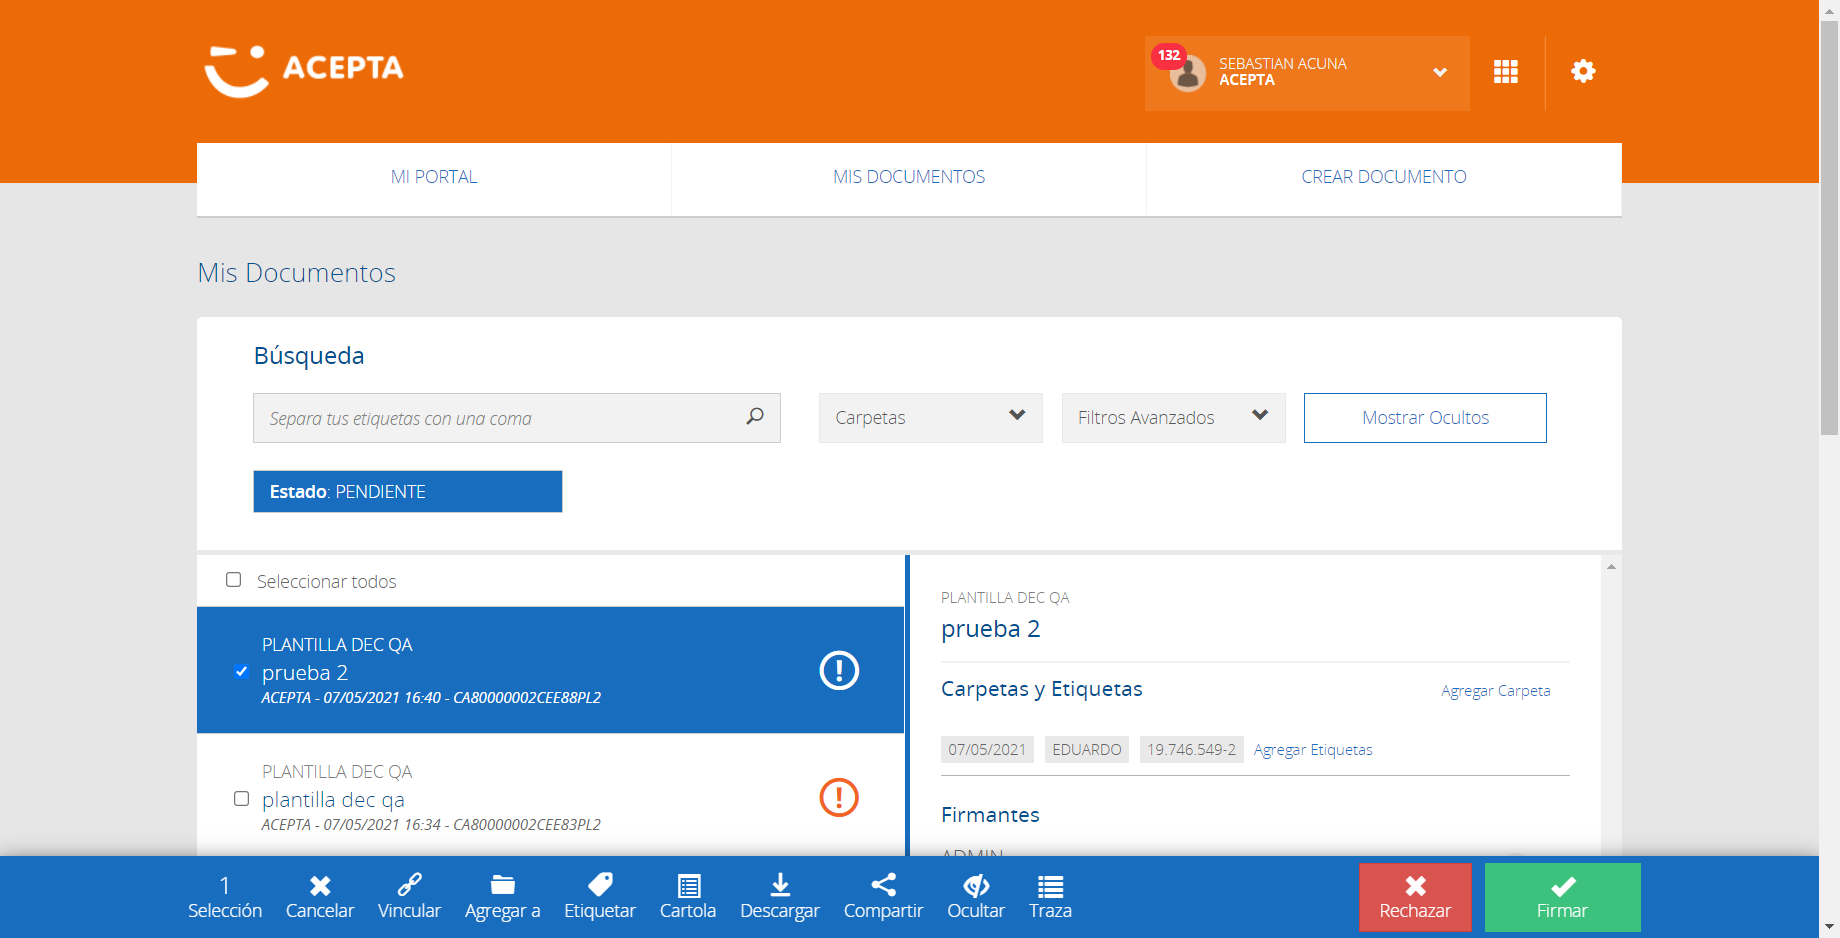 ACEPTA
132
SEBASTIAN ACUNA
ACEPTA
MI PORTAL
MIS DOCUMENTOS
CREAR DOCUMENTO
Mis Documentos
Búsqueda
Separa tus etiquetas con una coma
Carpetas
Filtros Avanzados
Mostrar Ocultos
Estado: PENDIENTE
Seleccionar todos
PLANTILLA DEC QA
prueba 2
ACEPTA - 07/05/2021 16:40 - CA80000002CEE88PL2
PLANTILLA DEC QA
plantilla dec qa
ACEPTA - 07/05/2021 16:34 - CA80000002CEE83PL2
PLANTILLA DEC QA
prueba 2
Carpetas y Etiquetas
Agregar Carpeta
07/05/2021 EDUARDO 19.746.549-2 Agregar Etiquetas
Firmantes
ADMIN
1
Selección
Cancelar
Vincular
Agregar a
Etiquetar
Cartola
Descargar
Compartir
Ocultar
Traza
Rechazar
Firmar